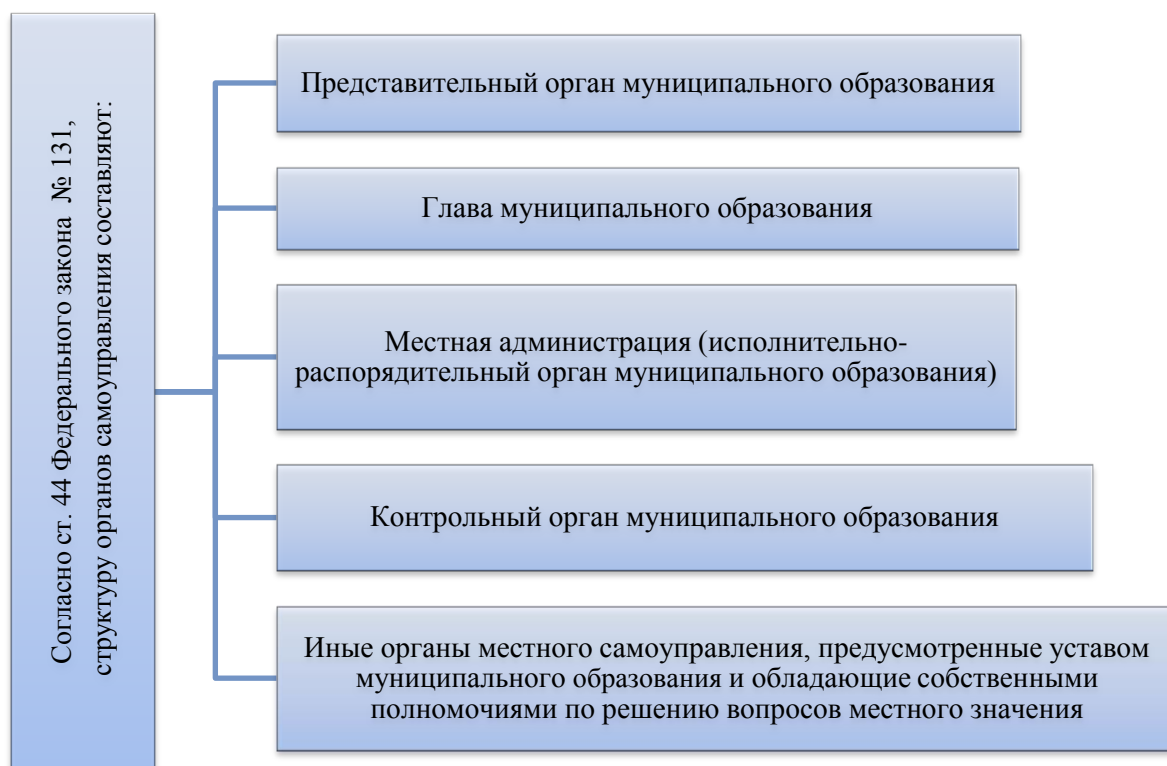 Согласно ст. 44 Федерального закона № 131,
структуру органов самоуправления составляют:
Представительный орган муниципального образования
Глава муниципального образования
Местная администрация (исполнительно-
распорядительный орган муниципального образования)
Контрольный орган муниципального образования
Иные органы местного самоуправления, предусмотренные уставом
муниципального образования и обладающие собственными
полномочиями по решению вопросов местного значения